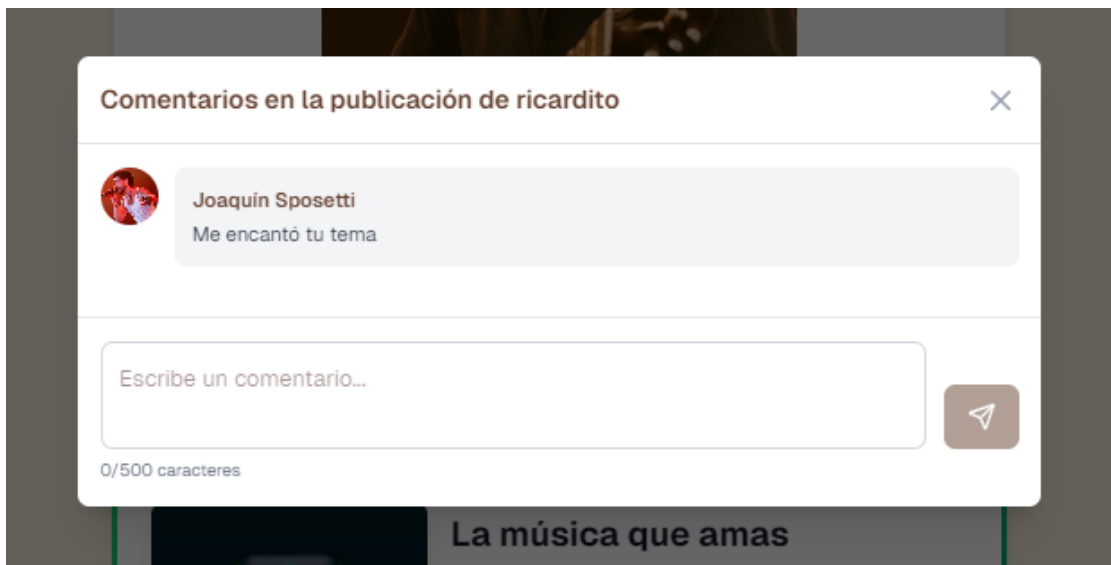 Comentarios en la publicación de ricardito
Joaquín Sposetti
Me encantó tu tema
Escribe un comentario...
0/500 caracteres
La música que amas